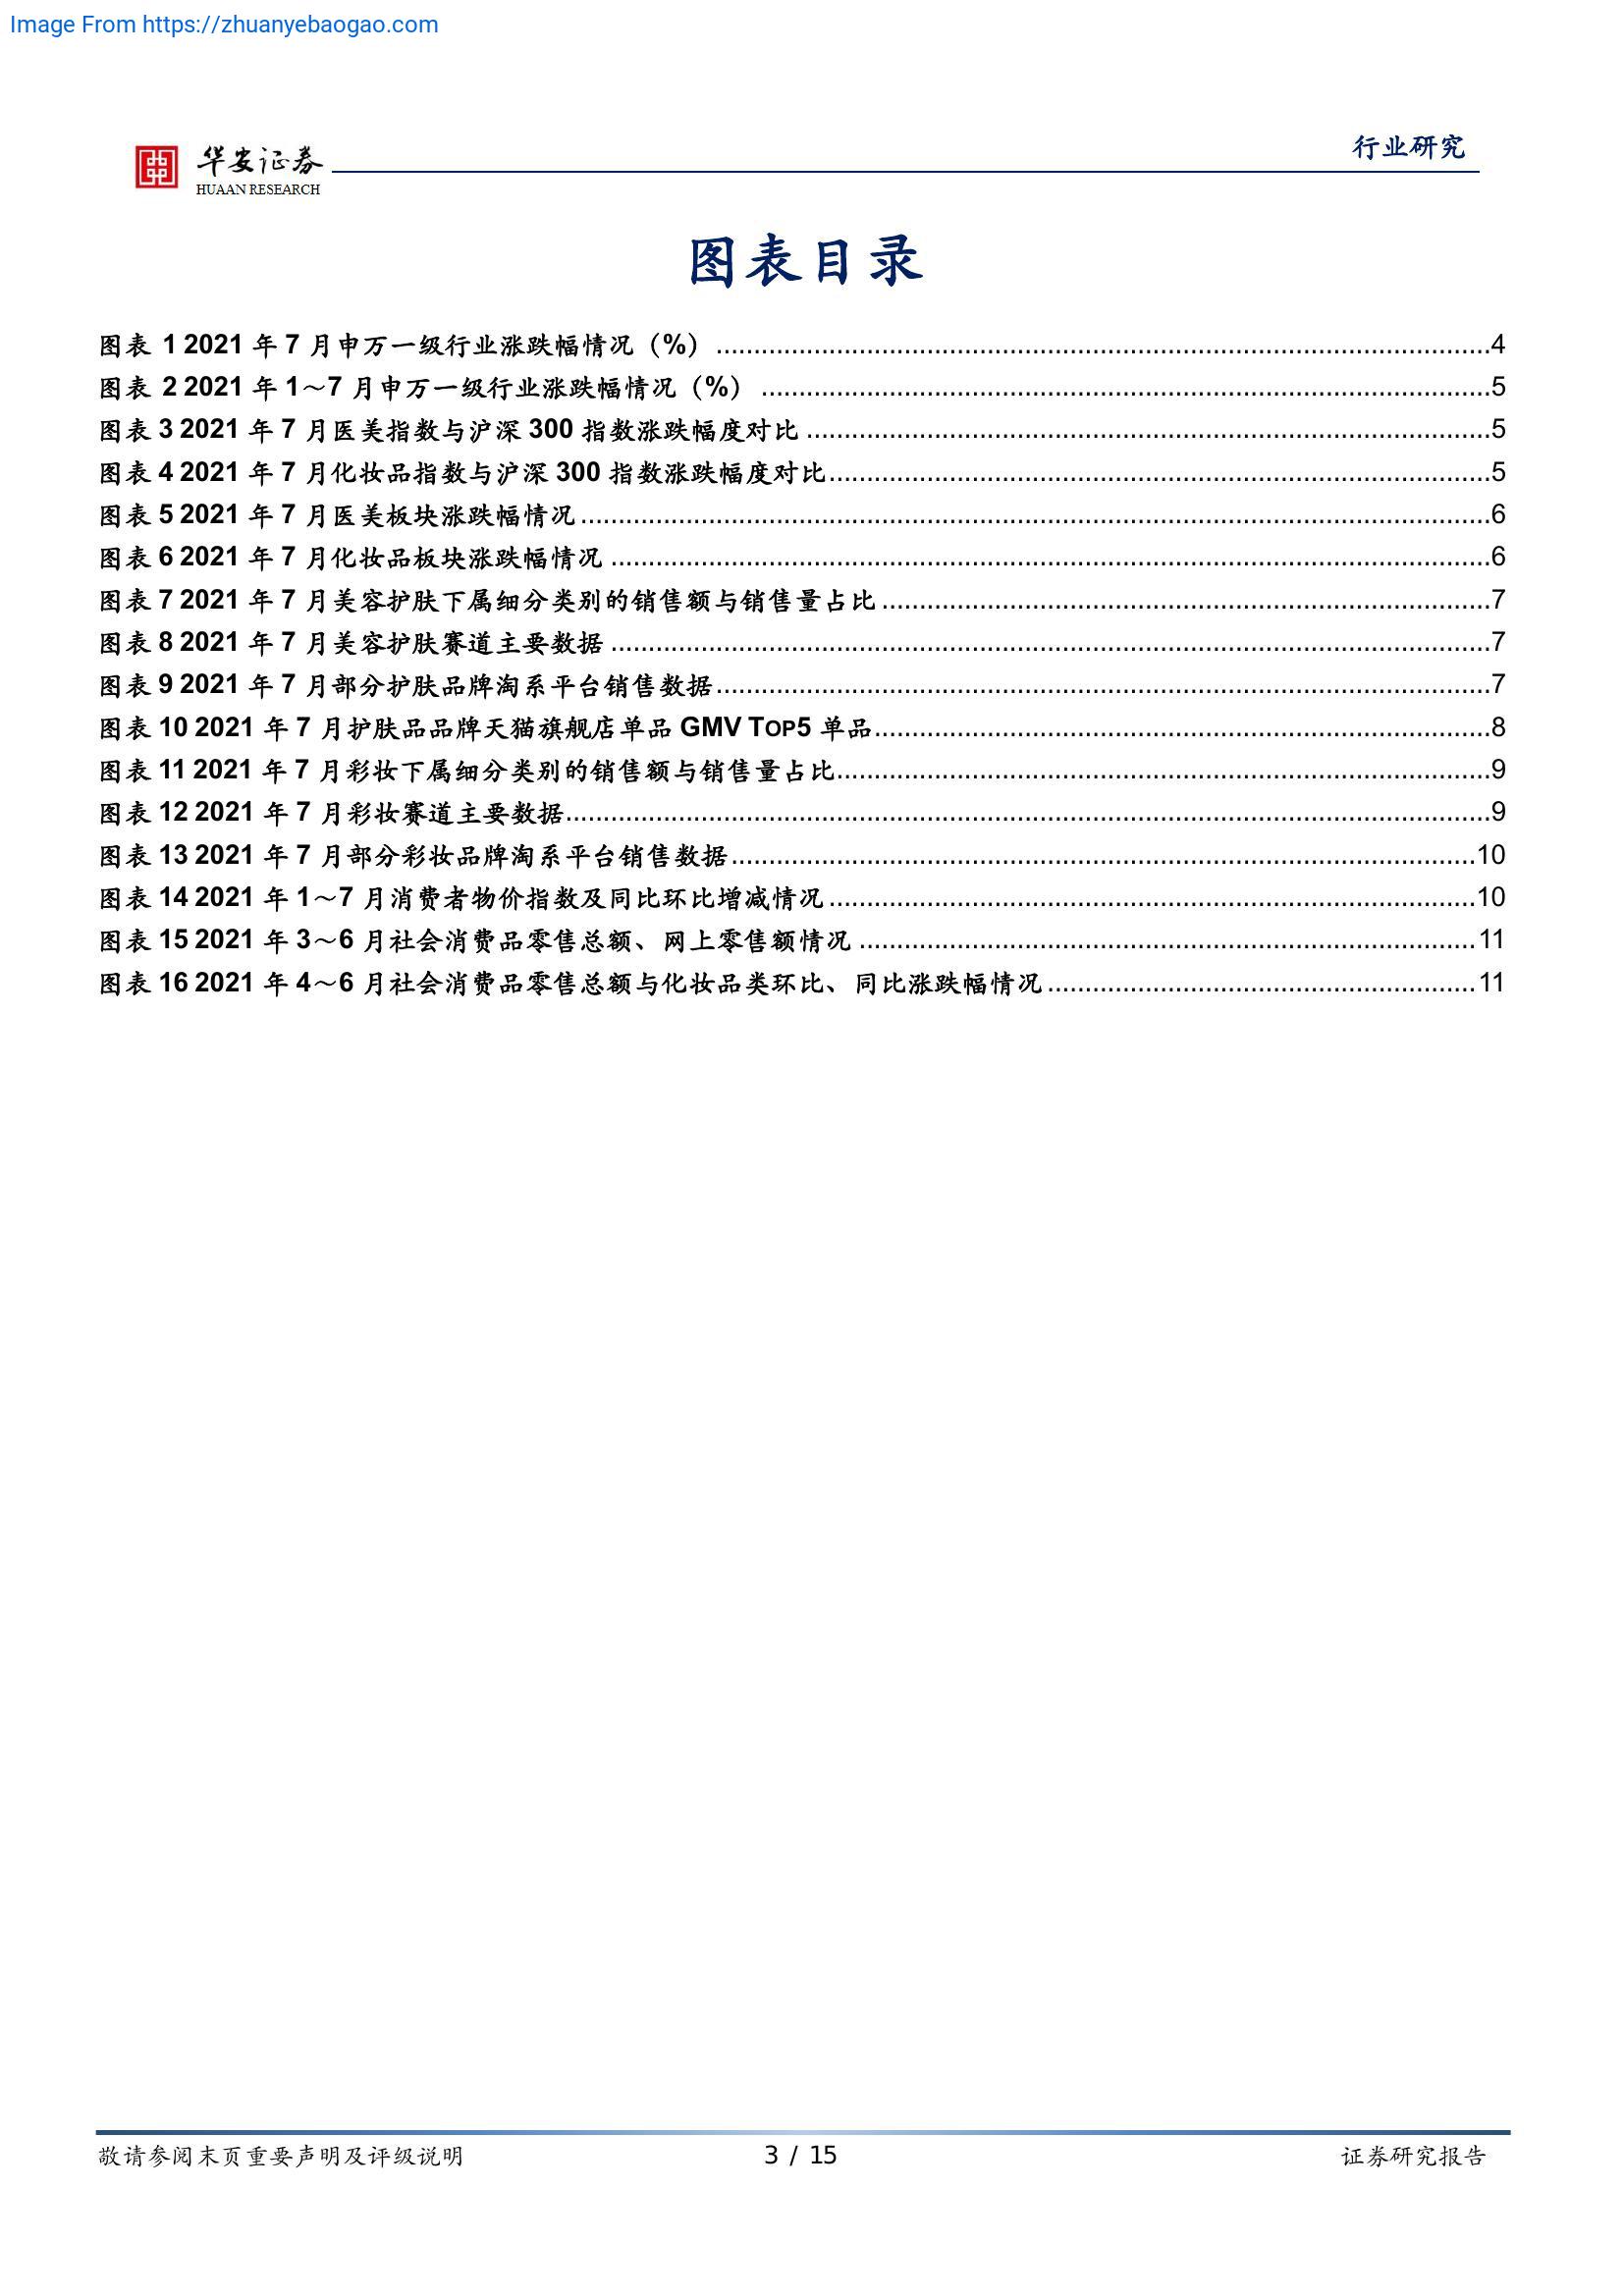 Image From https://zhuanyebaogao.com
华安证券
HUAAN RESEARCH
行业研究
图表目录
图表 1 2021 年 7 月申万一级行业涨跌幅情况（%） ........ 4
图表 2 2021 年 1～7 月申万一级行业涨跌幅情况（%） ........ 5
图表 3 2021 年 7 月医美指数与沪深 300 指数涨跌幅度对比 ........ 5
图表 4 2021 年 7 月化妆品指数与沪深 300 指数涨跌幅度对比 ........ 5
图表 5 2021 年 7 月医美板块涨跌幅情况 ........ 6
图表 6 2021 年 7 月化妆品板块涨跌幅情况 ........ 6
图表 7 2021 年 7 月美容护肤下属细分类别的销售额与销售量占比 ........ 7
图表 8 2021 年 7 月美容护肤赛道主要数据 ........ 7
图表 9 2021 年 7 月部分护肤品牌淘系平台销售数据 ........ 7
图表 10 2021 年 7 月护肤品品牌天猫旗舰店单品 GMV TOP5 单品 ........ 8
图表 11 2021 年 7 月彩妆下属细分类别的销售额与销售量占比 ........ 9
图表 12 2021 年 7 月彩妆赛道主要数据 ........ 9
图表 13 2021 年 7 月部分彩妆品牌淘系平台销售数据 ........ 10
图表 14 2021 年 1～7 月消费者物价指数及同比环比增减情况 ........ 10
图表 15 2021 年 3～6 月社会消费品零售总额、网上零售额情况 ........ 11
图表 16 2021 年 4～6 月社会消费品零售总额与化妆品类环比、同比涨跌幅情况 ........ 11
敬请参阅末页重要声明及评级说明
3 / 15
证券研究报告